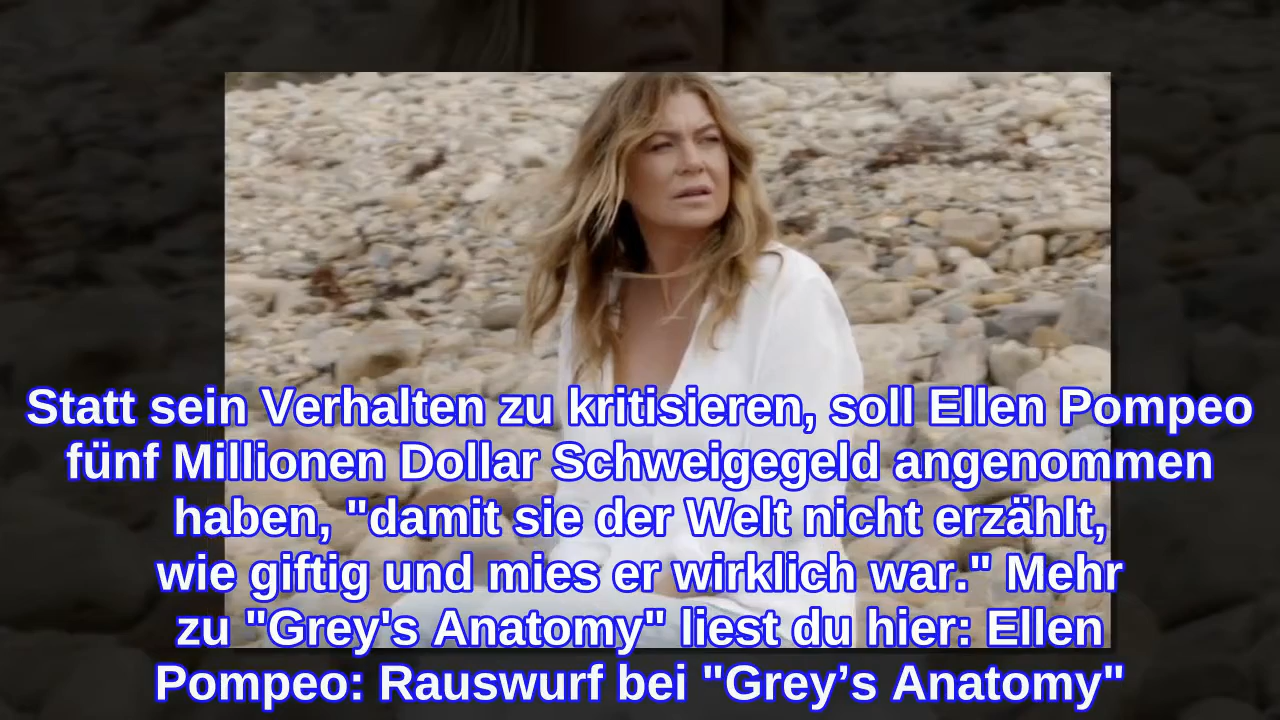 Statt sein Verhalten zu kritisieren, soll Ellen Pompeo
fünf Millionen Dollar Schweigegeld angenommen
haben, "damit sie der Welt nicht erzählt,
wie giftig und mies er wirklich war." Mehr
zu "Grey's Anatomy" liest du hier: Ellen
Pompeo: Rauswurf bei "Grey’s Anatomy"